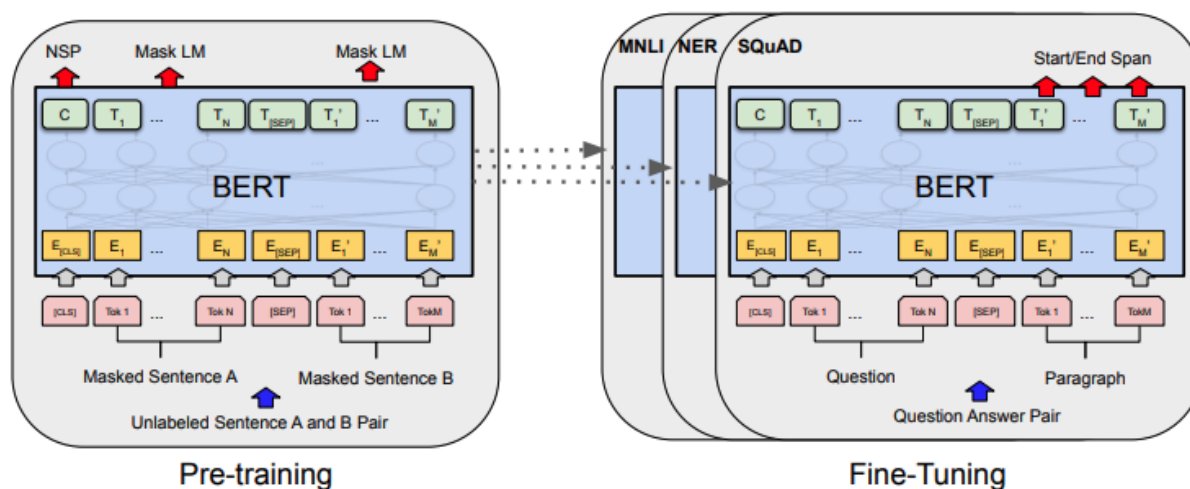 NSP Mask LM Mask LM
C T1 ... TN T[SEP] T1' ... TM'
BERT
E[CLS] E1 ... EN E[SEP] E1' ... EM'
[CLS] Tok 1 ... Tok N [SEP] Tok 1 ... TokM
Masked Sentence A Masked Sentence B
Unlabeled Sentence A and B Pair
Pre-training
MNLI NER SQuAD Start/End Span
C T1 ... TN T[SEP] T1' ... TM'
BERT
E[CLS] E1 ... EN E[SEP] E1' ... EM'
[CLS] Tok 1 ... Tok N [SEP] Tok 1 ... TokM
Question Paragraph
Question Answer Pair
Fine-Tuning